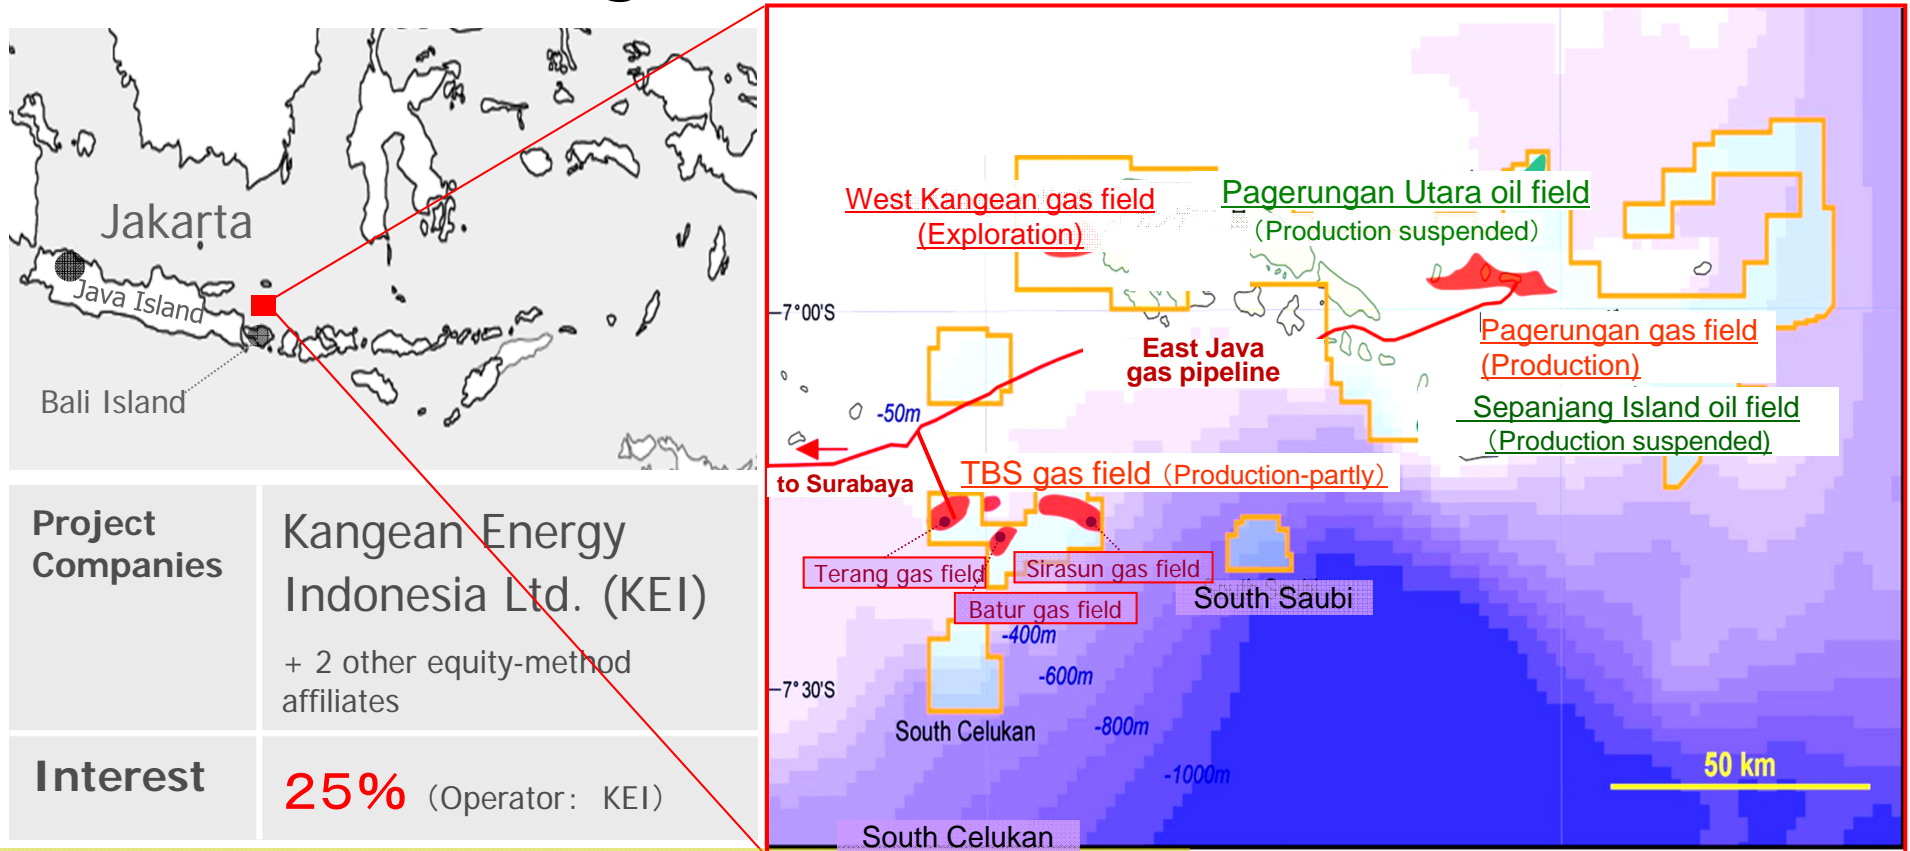 Jakarta
Java Island
Bali Island
Project
Companies
Kangean Energy
Indonesia Ltd. (KEI)
+ 2 other equity-method
affiliates
Interest
25% (Operator: KEI)
West Kangean gas field
(Exploration)
Pagerungan Utara oil field
(Production suspended)
-7°00'S
East Java
gas pipeline
Pagerungan gas field
(Production)
Sepanjang Island oil field
(Production suspended)
-50m
to Surabaya
TBS gas field (Production-partly)
Terang gas field
Sirasun gas field
Batur gas field
South Saubi
-400m
-600m
-7°30'S
South Celukan
-800m
-1000m
50 km
South Celukan